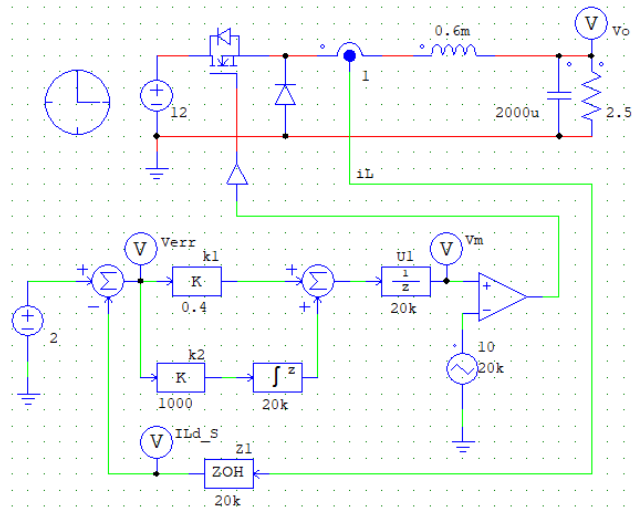 V
Vo
0.6m
12
1
2000u
2.5
iL
V
Verr
k1
U1
V
Vm
+
Σ
−
K
0.4
+
Σ
+
1/z
20k
+
−
2
k2
K
1000
∫ z
20k
10
20k
V
ILd_S
Z1
ZOH
20k